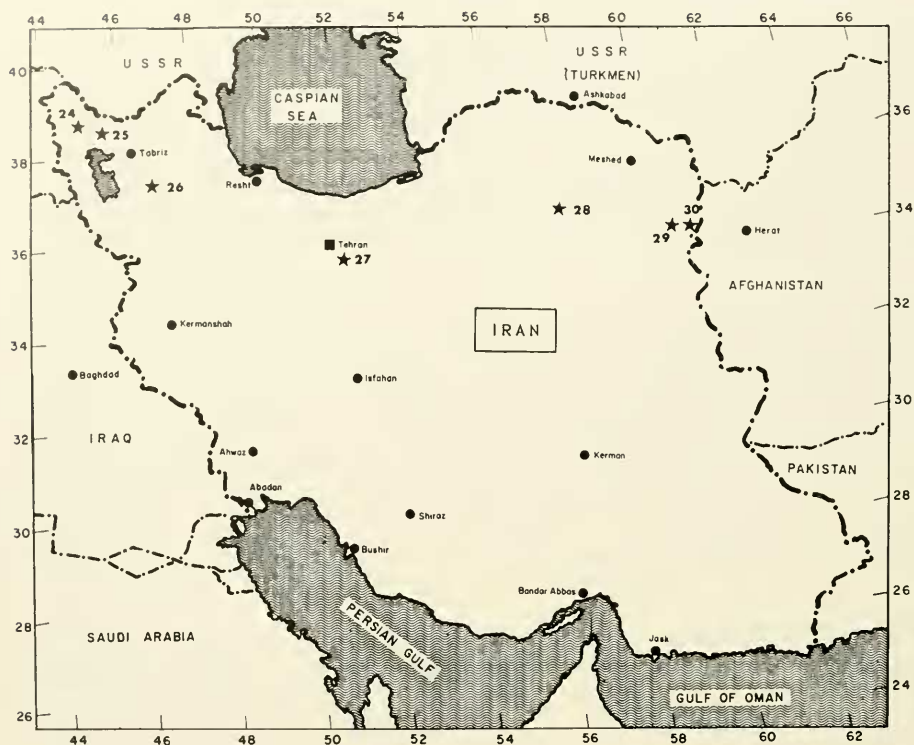 44 46 48 50 52 54 56 58 60 62 64 66
USSR
USSR
(TURKMEN)
40
Ashkabad
CASPIAN
SEA
36
24
25
Tabriz
Meshed
38
Resht
28
34
26
29
30
Herat
36
Tehran
27
AFGHANISTAN
32
Kermanshah
IRAN
34
Baghdad
Isfahan
30
IRAQ
32
Ahwaz
Kerman
PAKISTAN
Abadan
28
Shiraz
30
Bushir
26
Bandar Abbas
28
SAUDI ARABIA
PERSIAN GULF
Jask
24
GULF OF OMAN
26
44 46 48 50 52 54 56 58 60 62